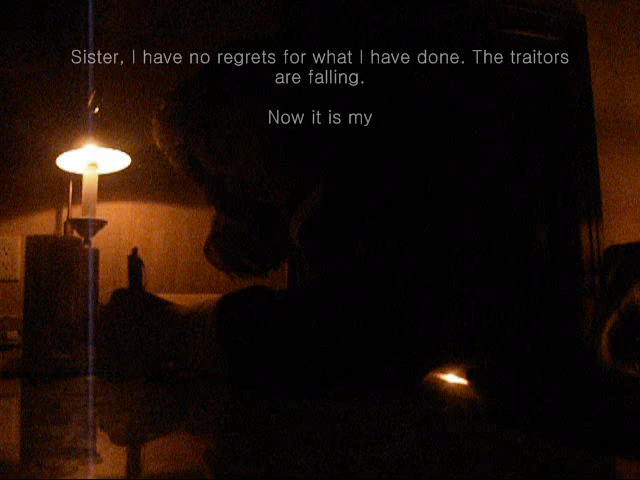 Sister, I have no regrets for what I have done. The traitors
are falling.
Now it is my